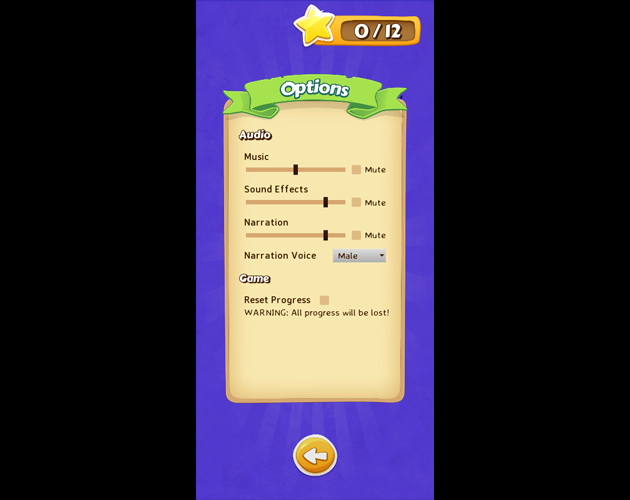 0/12
Options
Audio
Music
Mute
Sound Effects
Mute
Narration
Mute
Narration Voice Male
Game
Reset Progress
WARNING: All progress will be lost!